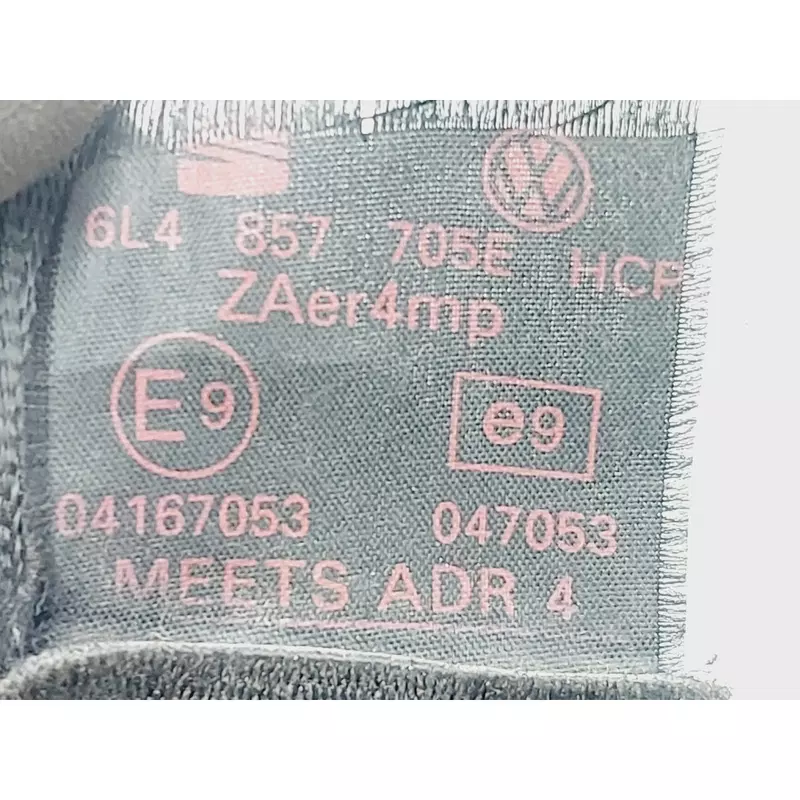 6L4 857 705E HCP
ZAer4mp
E9 e9
04167053 047053
MEETS ADR 4